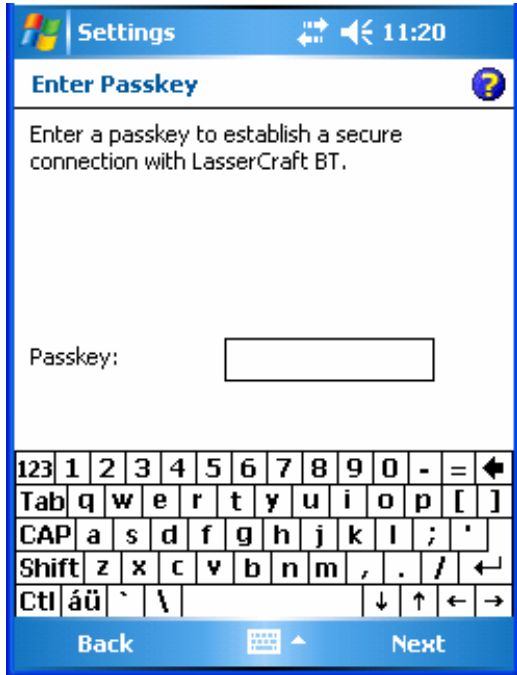 Settings 11:20
Enter Passkey
Enter a passkey to establish a secure
connection with LasserCraft BT.
Passkey:
123 1 2 3 4 5 6 7 8 9 0 - =
Tab q w e r t y u i o p [ ]
CAP a s d f g h j k l ; '
Shift z x c v b n m , . /
Ctl áü ` \
Back Next